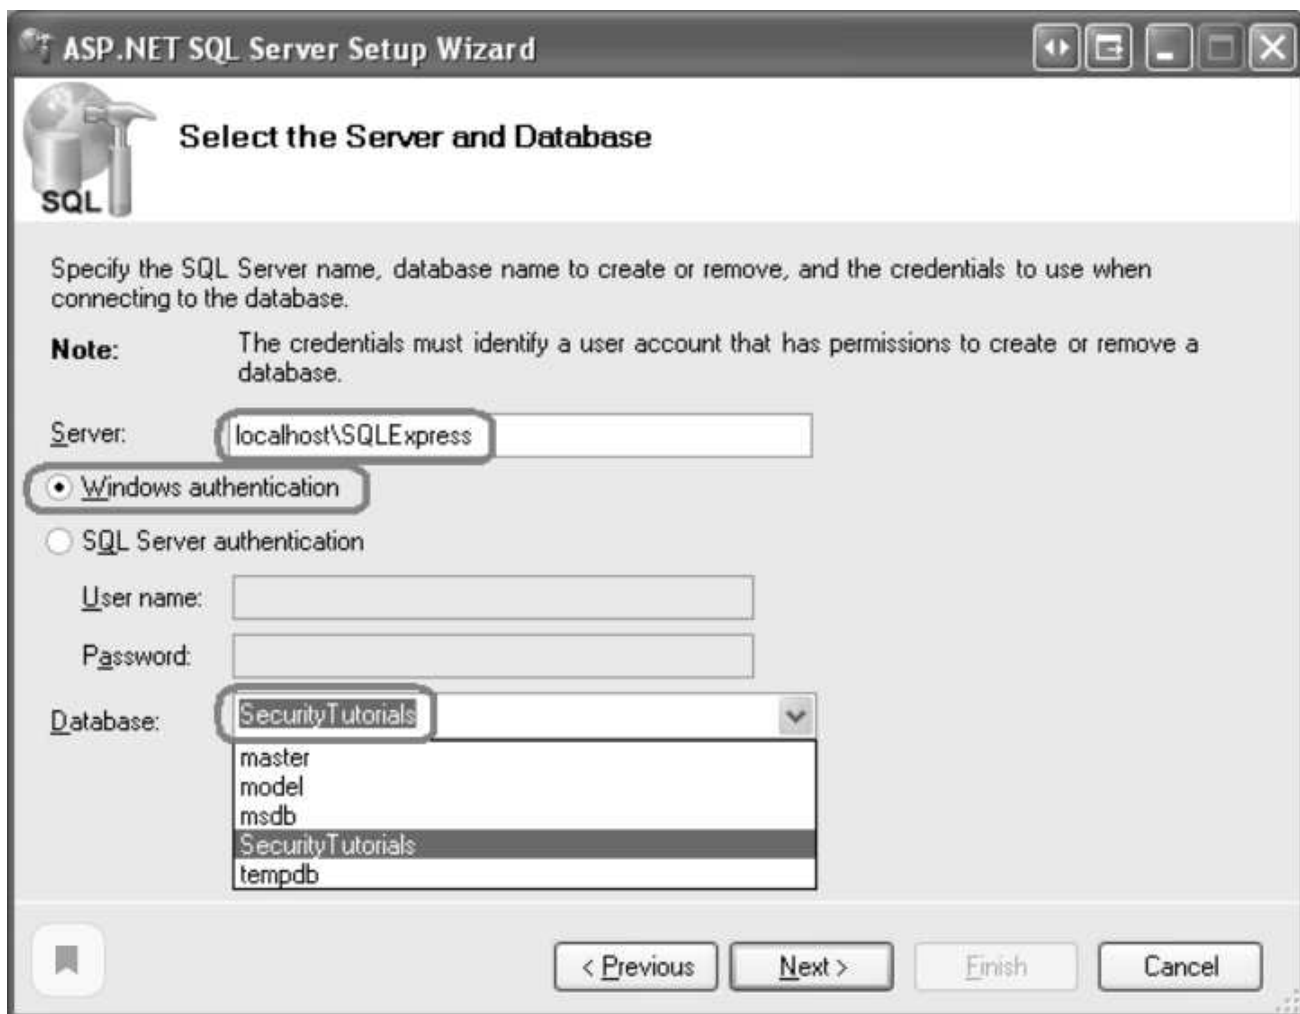 ASP.NET SQL Server Setup Wizard
Select the Server and Database
SQL
Specify the SQL Server name, database name to create or remove, and the credentials to use when
connecting to the database.
Note: The credentials must identify a user account that has permissions to create or remove a
database.
Server: localhost\SQLExpress
Windows authentication
SQL Server authentication
User name:
Password:
Database: SecurityTutorials
master
model
msdb
SecurityTutorials
tempdb
< Previous Next > Finish Cancel